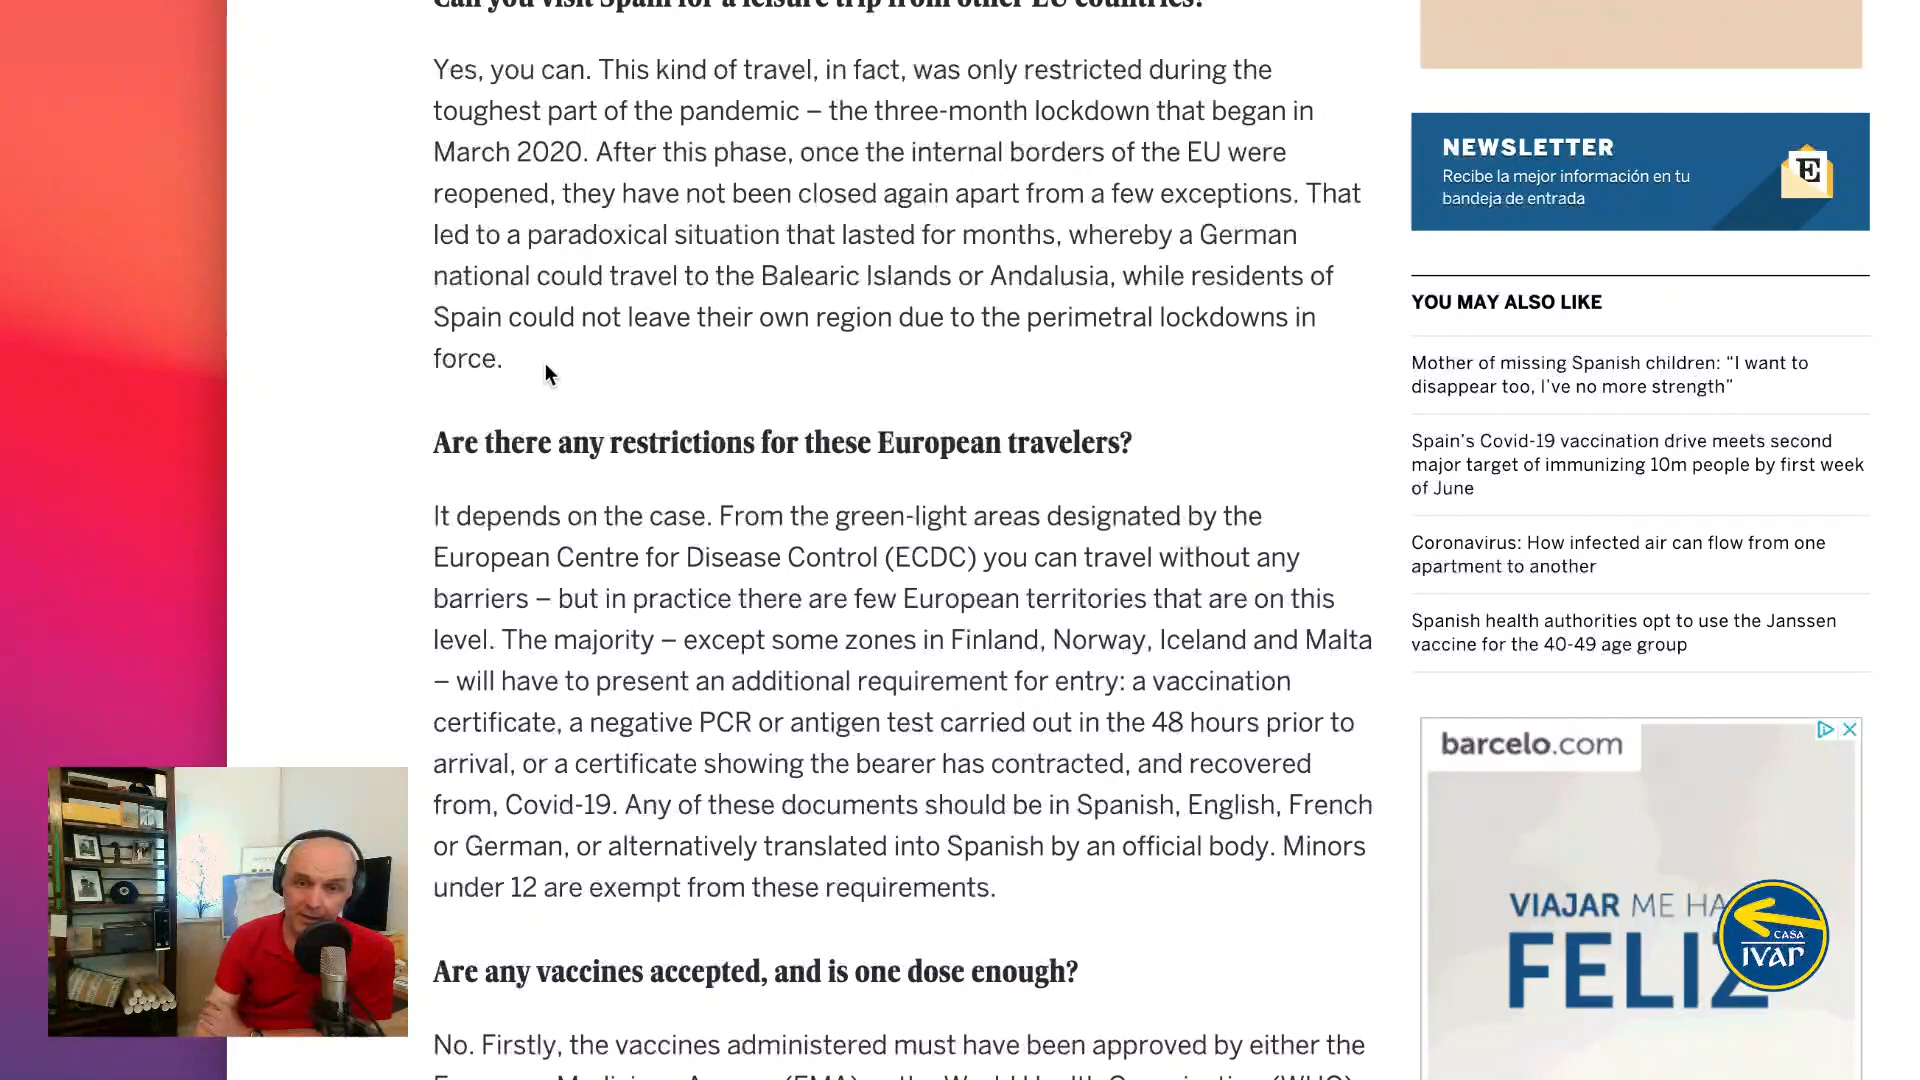 Can you visit Spain for a leisure trip from other EU countries?
Yes, you can. This kind of travel, in fact, was only restricted during the
toughest part of the pandemic – the three-month lockdown that began in
March 2020. After this phase, once the internal borders of the EU were
reopened, they have not been closed again apart from a few exceptions. That
led to a paradoxical situation that lasted for months, whereby a German
national could travel to the Balearic Islands or Andalusia, while residents of
Spain could not leave their own region due to the perimetral lockdowns in
force.
Are there any restrictions for these European travelers?
It depends on the case. From the green-light areas designated by the
European Centre for Disease Control (ECDC) you can travel without any
barriers – but in practice there are few European territories that are on this
level. The majority – except some zones in Finland, Norway, Iceland and Malta
– will have to present an additional requirement for entry: a vaccination
certificate, a negative PCR or antigen test carried out in the 48 hours prior to
arrival, or a certificate showing the bearer has contracted, and recovered
from, Covid-19. Any of these documents should be in Spanish, English, French
or German, or alternatively translated into Spanish by an official body. Minors
under 12 are exempt from these requirements.
Are any vaccines accepted, and is one dose enough?
No. Firstly, the vaccines administered must have been approved by either the
NEWSLETTER
Recibe la mejor información en tu
bandeja de entrada
E
YOU MAY ALSO LIKE
Mother of missing Spanish children: “I want to
disappear too, I’ve no more strength”
Spain’s Covid-19 vaccination drive meets second
major target of immunizing 10m people by first week
of June
Coronavirus: How infected air can flow from one
apartment to another
Spanish health authorities opt to use the Janssen
vaccine for the 40-49 age group
barcelo.com
VIAJAR ME HA
FELIZ
CASA
IVAR